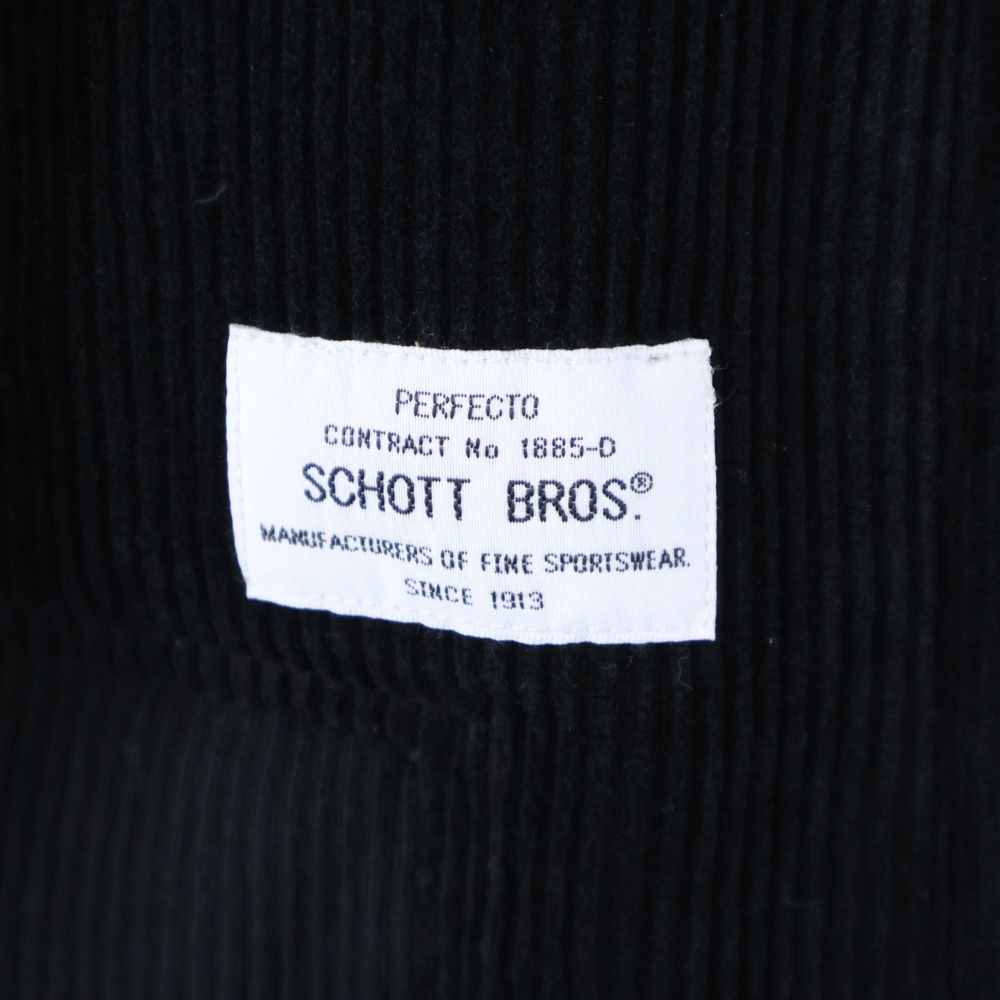 PERFECTO
CONTRACT No 1885-D
SCHOTT BROS.®
MANUFACTURERS OF FINE SPORTSWEAR.
SINCE 1913